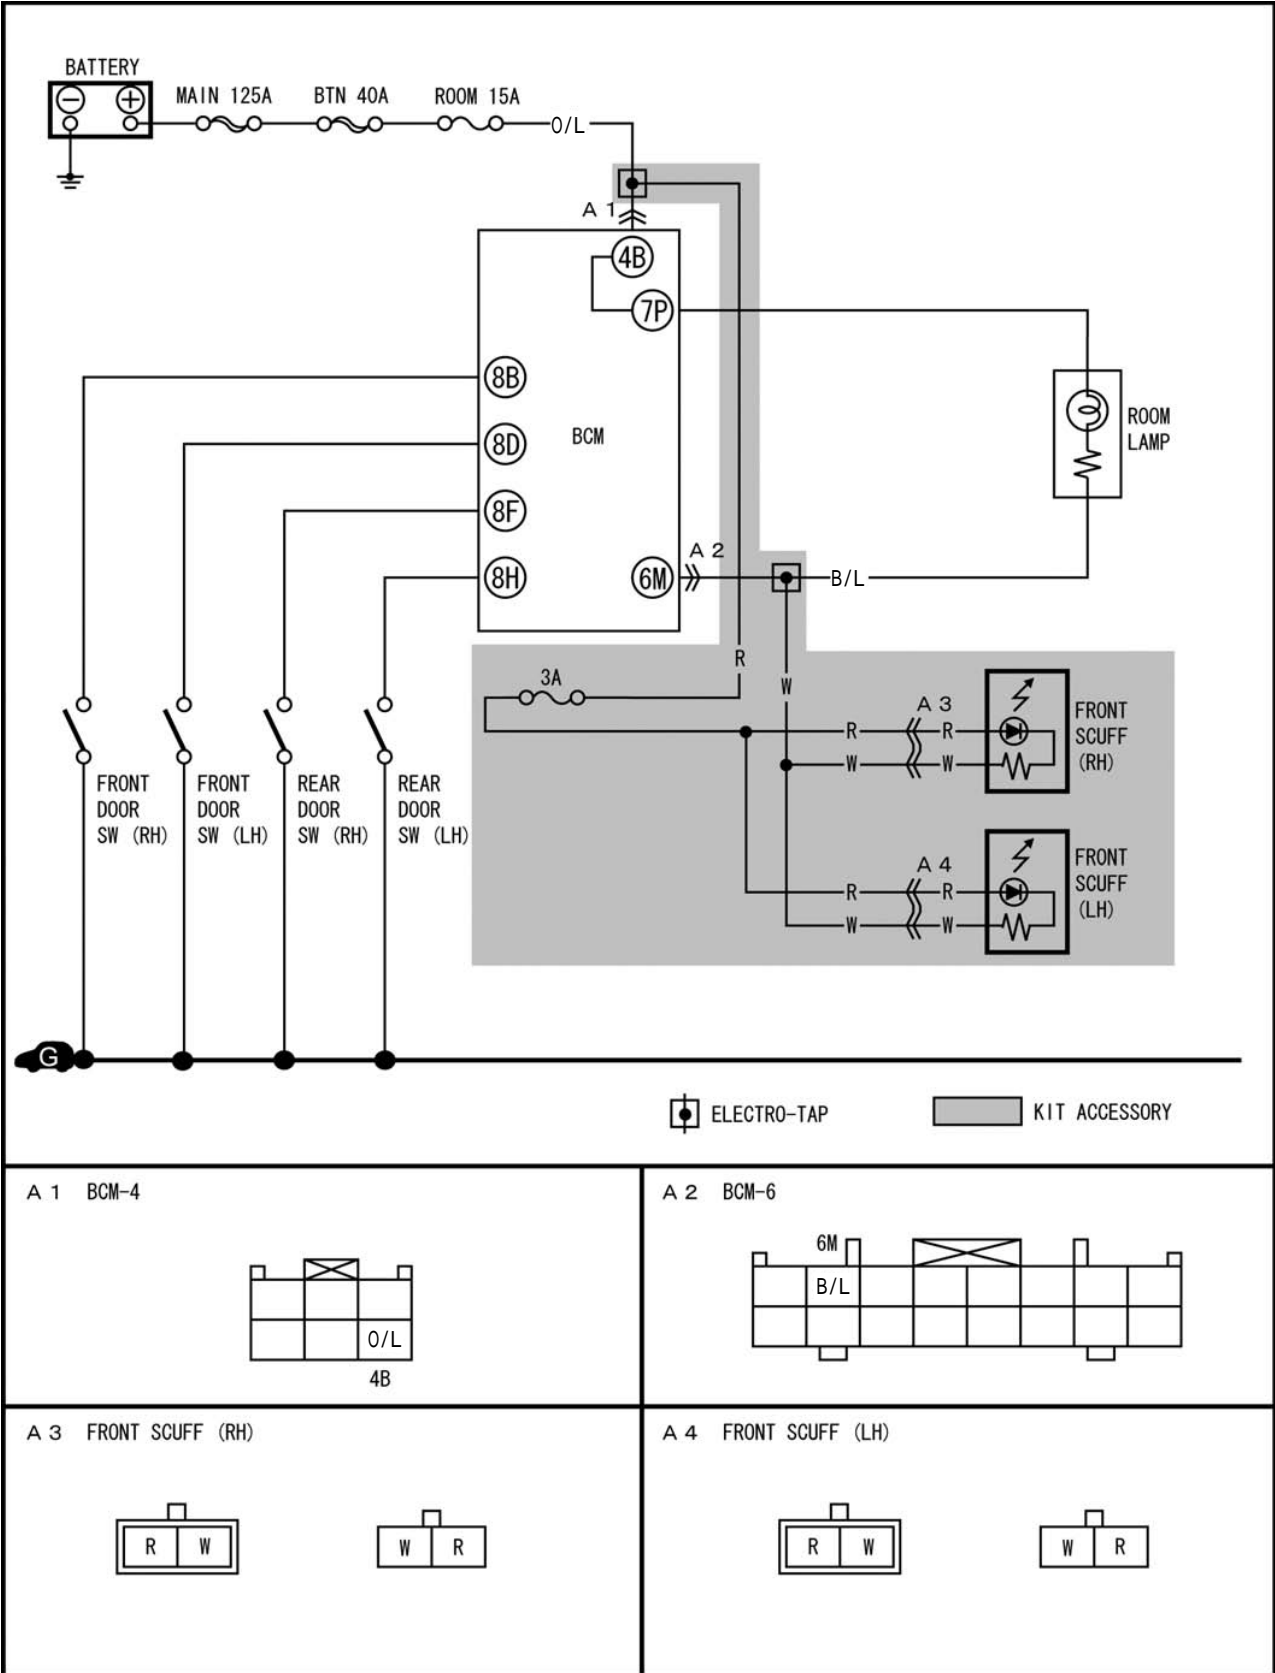 BATTERY
MAIN 125A
BTN 40A
ROOM 15A
O/L
A 1
4B
7P
8B
8D
BCM
ROOM
LAMP
8F
A 2
8H
6M
B/L
R
3A
W
A 3
R
R
FRONT
SCUFF
(RH)
W
W
FRONT
DOOR
SW (RH)
FRONT
DOOR
SW (LH)
REAR
DOOR
SW (RH)
REAR
DOOR
SW (LH)
A 4
R
R
FRONT
SCUFF
(LH)
W
W
G
ELECTRO-TAP
KIT ACCESSORY
A 1 BCM-4
O/L
4B
A 2 BCM-6
6M
B/L
A 3 FRONT SCUFF (RH)
R W
W R
A 4 FRONT SCUFF (LH)
R W
W R